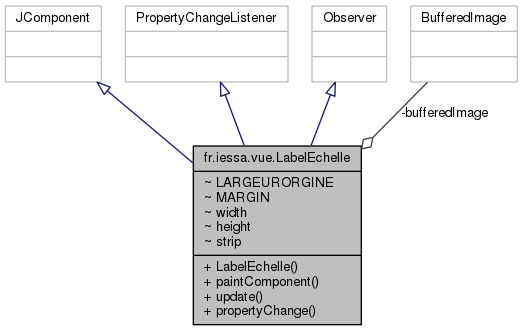 JComponent
PropertyChangeListener
Observer
BufferedImage
-bufferedImage
fr.iessa.vue.LabelEchelle
~ LARGEURORGINE
~ MARGIN
~ width
~ height
~ strip
+ LabelEchelle()
+ paintComponent()
+ update()
+ propertyChange()